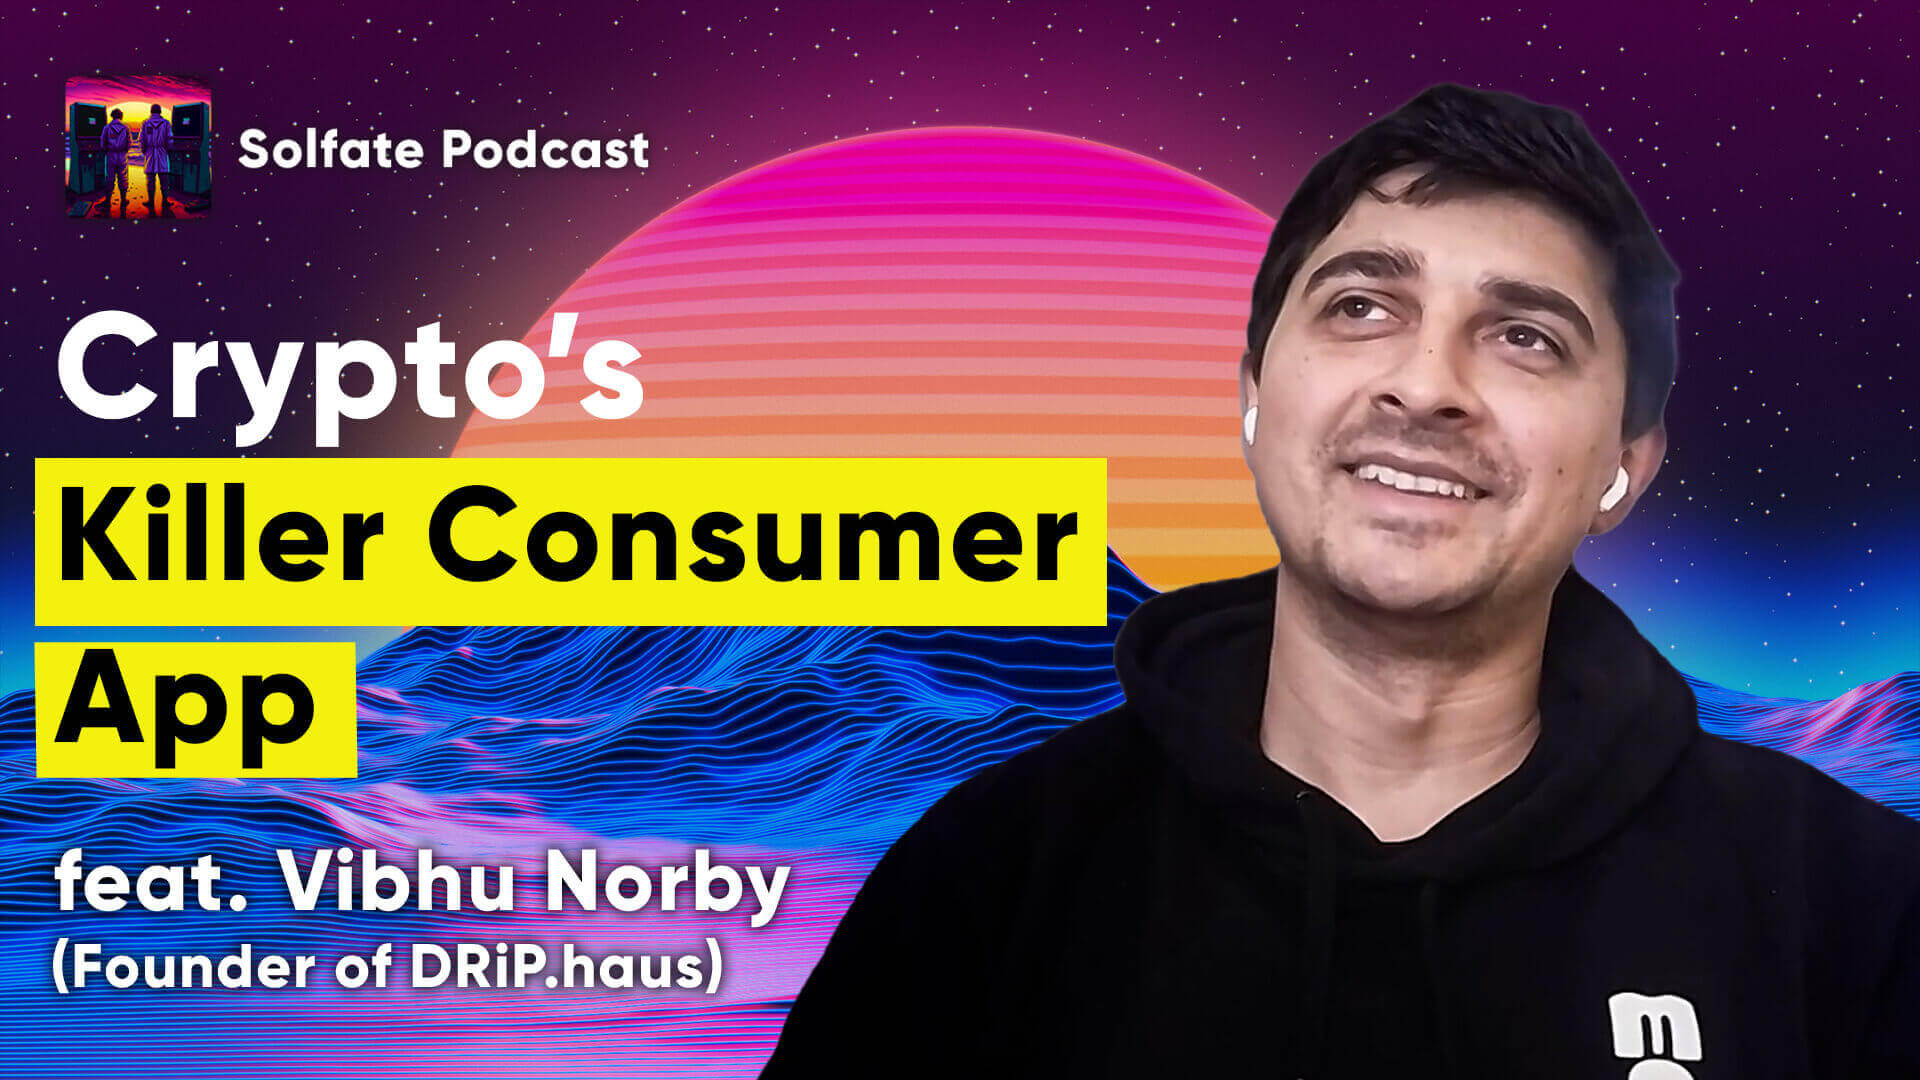 Solfate Podcast
Crypto's
Killer Consumer
App
feat. Vibhu Norby
(Founder of DRiP.haus)
m